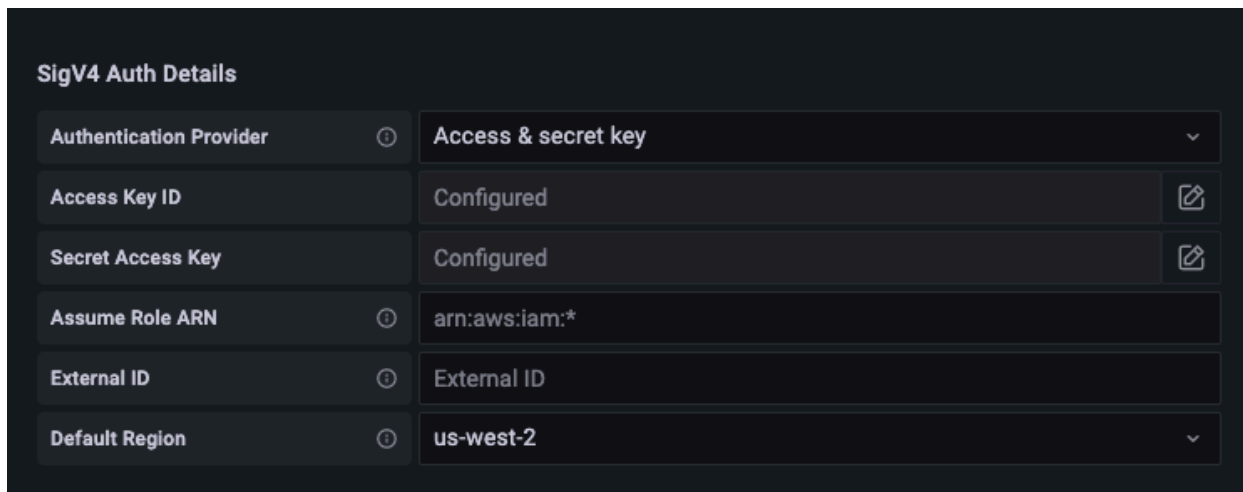 SigV4 Auth Details
Authentication Provider Access & secret key
Access Key ID Configured
Secret Access Key Configured
Assume Role ARN arn:aws:iam:*
External ID External ID
Default Region us-west-2